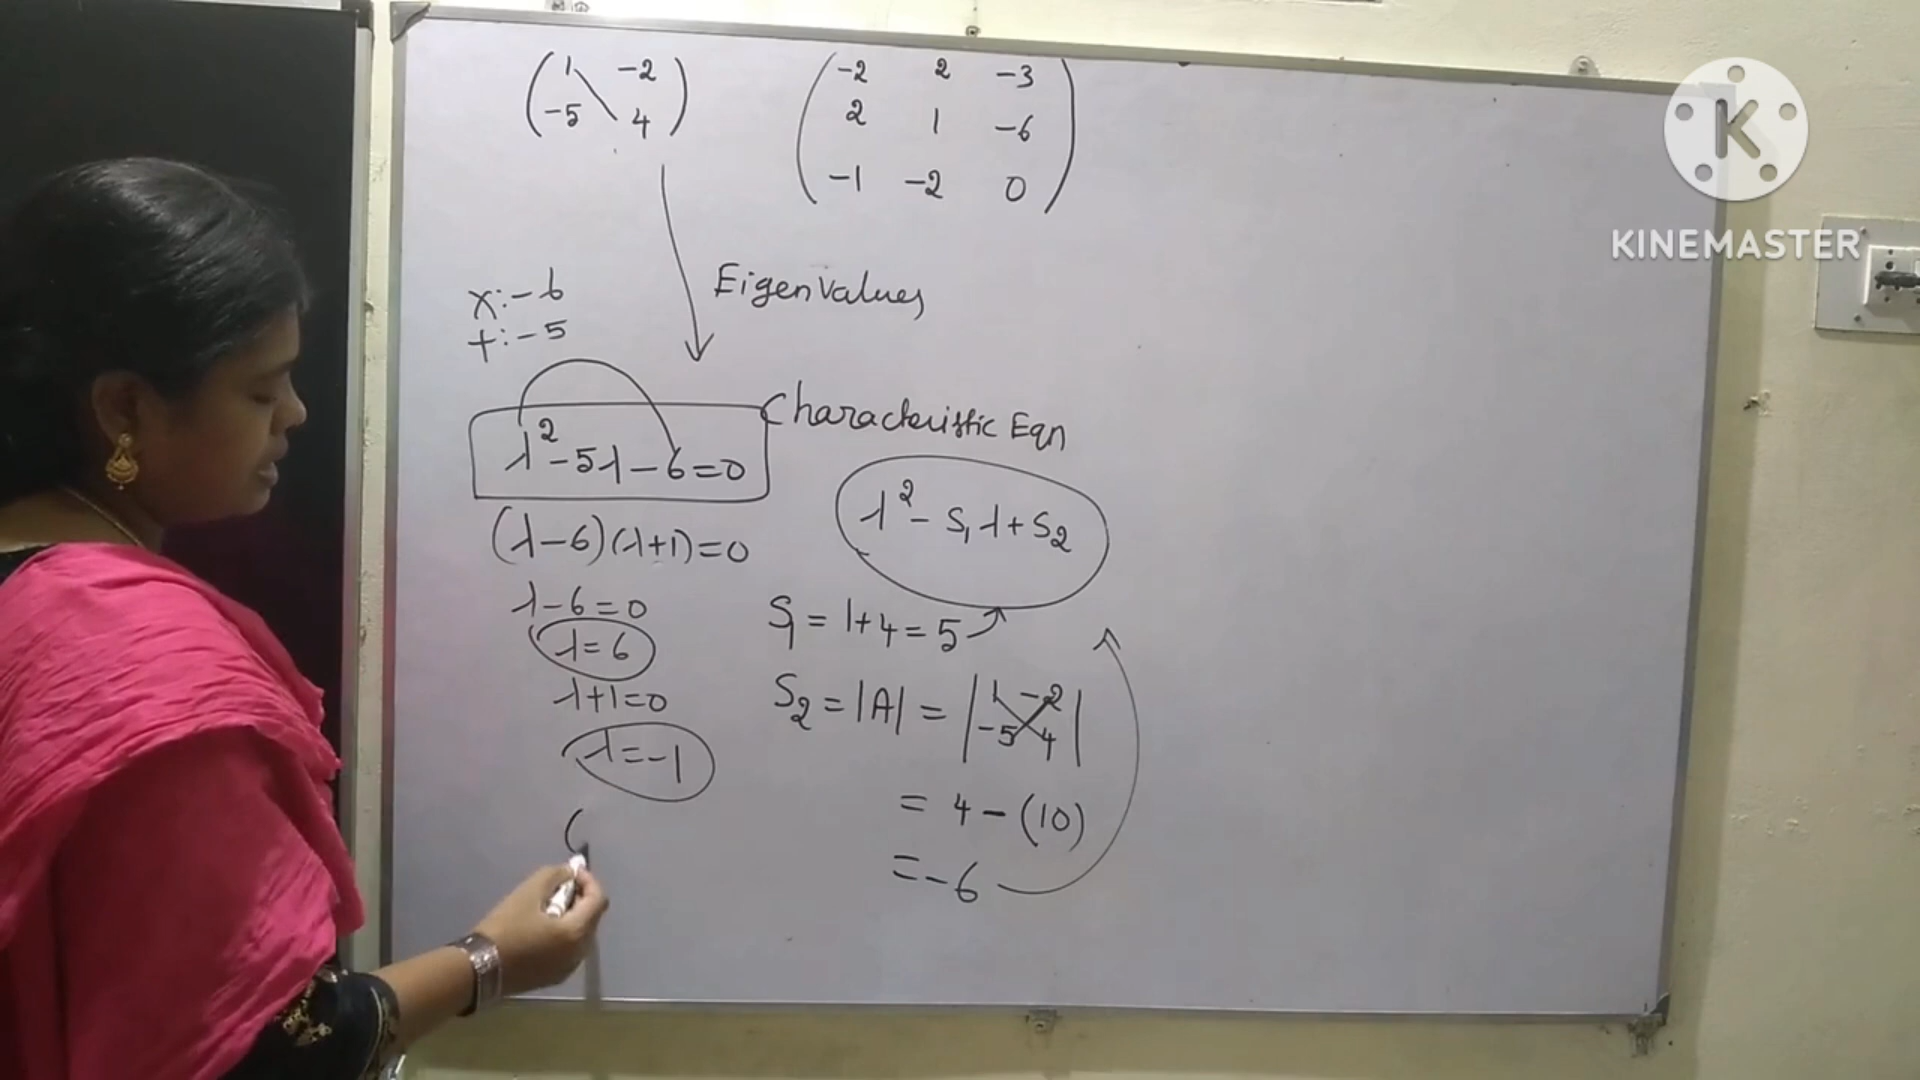 1 -2
-5 4
-2 2 -3
2 1 -6
-1 -2 0
K
KINEMASTER
Eigen Values
x:-6
+:-5
Characteristic Eqn
λ²-5λ-6=0
(λ-6)(λ+1)=0
λ-6=0
λ=6
λ+1=0
λ=-1
(
λ²-S₁λ+S₂
S₁=1+4=5
S₂=|A|=|1 -2
-5 4|
=4-(10)
=-6